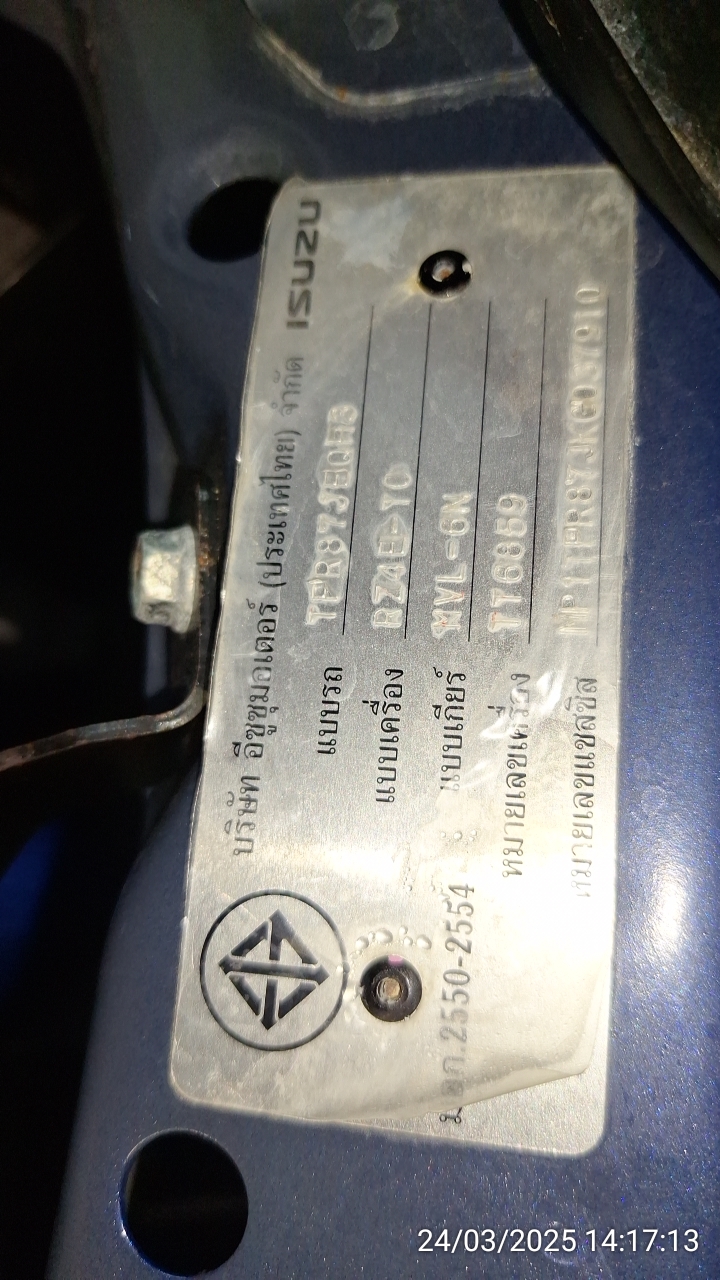 ISUZU
บริษัท อีซูซุมอเตอร์ (ประเทศไทย) จำกัด
แบบรถ
แบบเครื่อง RZ4E-TC
แบบเกียร์ MVL-6N
หมายเลขเครื่อง
หมายเลขแชสซีส
มอก.2550-2554
24/03/2025 14:17:13